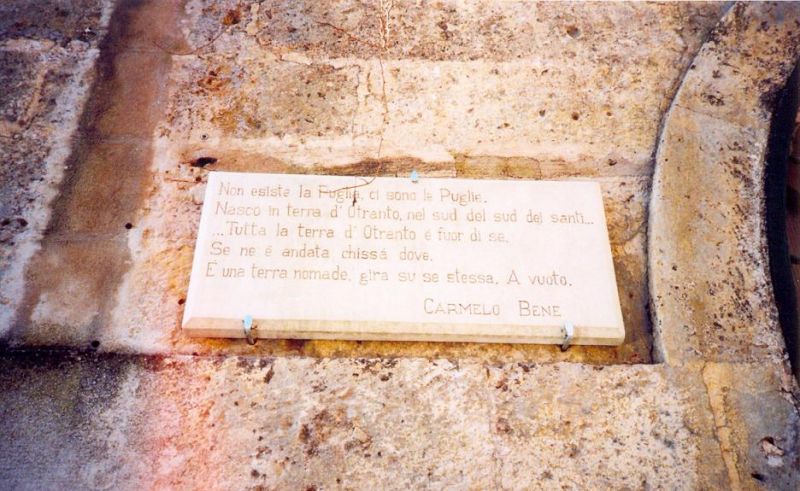 Non esiste la Puglia, ci sono le Puglie.
Nasco in terra d'Otranto, nel sud del sud dei santi...
...Tutta la terra d'Otranto é fuor di se.
Se ne é andata chissá dove.
É una terra nomade, gira su se stessa. A vuoto.
CARMELO BENE